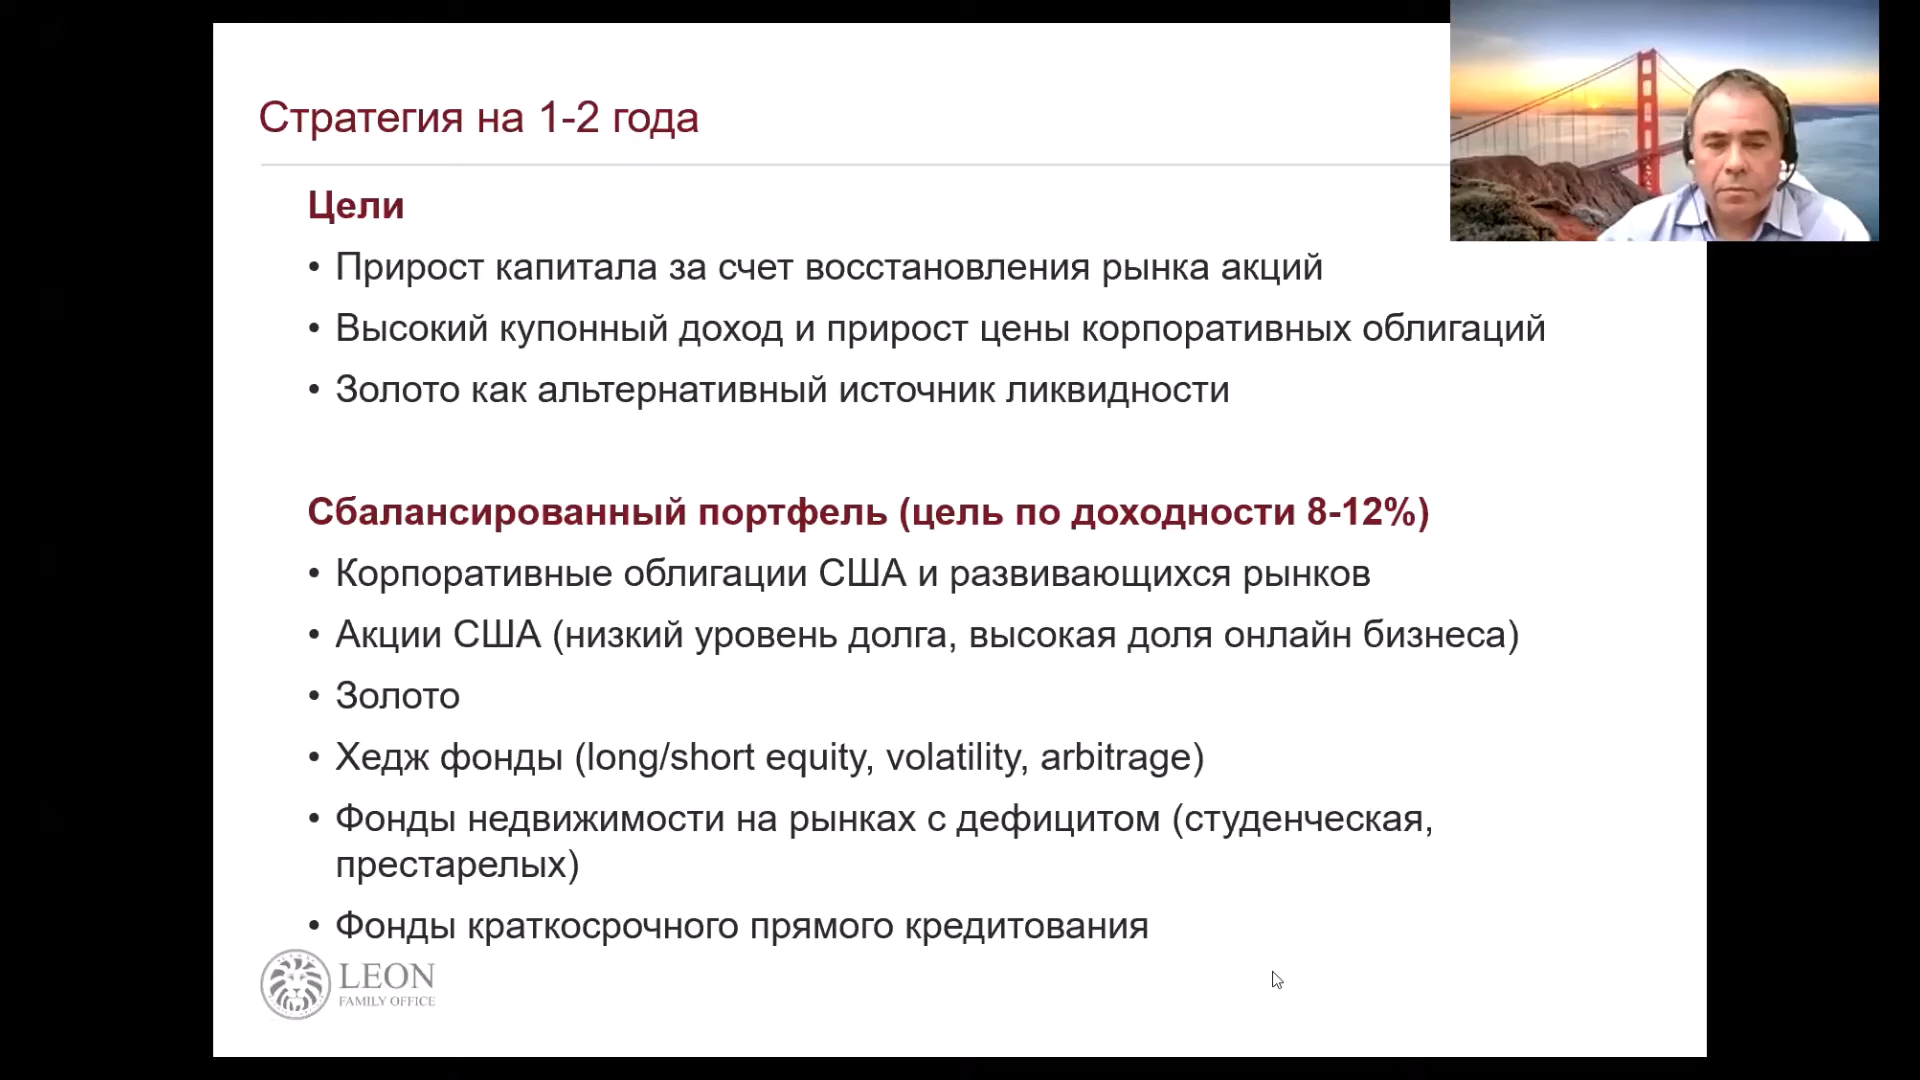 Стратегия на 1-2 года
Цели
• Прирост капитала за счет восстановления рынка акций
• Высокий купонный доход и прирост цены корпоративных облигаций
• Золото как альтернативный источник ликвидности
Сбалансированный портфель (цель по доходности 8-12%)
• Корпоративные облигации США и развивающихся рынков
• Акции США (низкий уровень долга, высокая доля онлайн бизнеса)
• Золото
• Хедж фонды (long/short equity, volatility, arbitrage)
• Фонды недвижимости на рынках с дефицитом (студенческая,
престарелых)
• Фонды краткосрочного прямого кредитования
LEON
FAMILY OFFICE